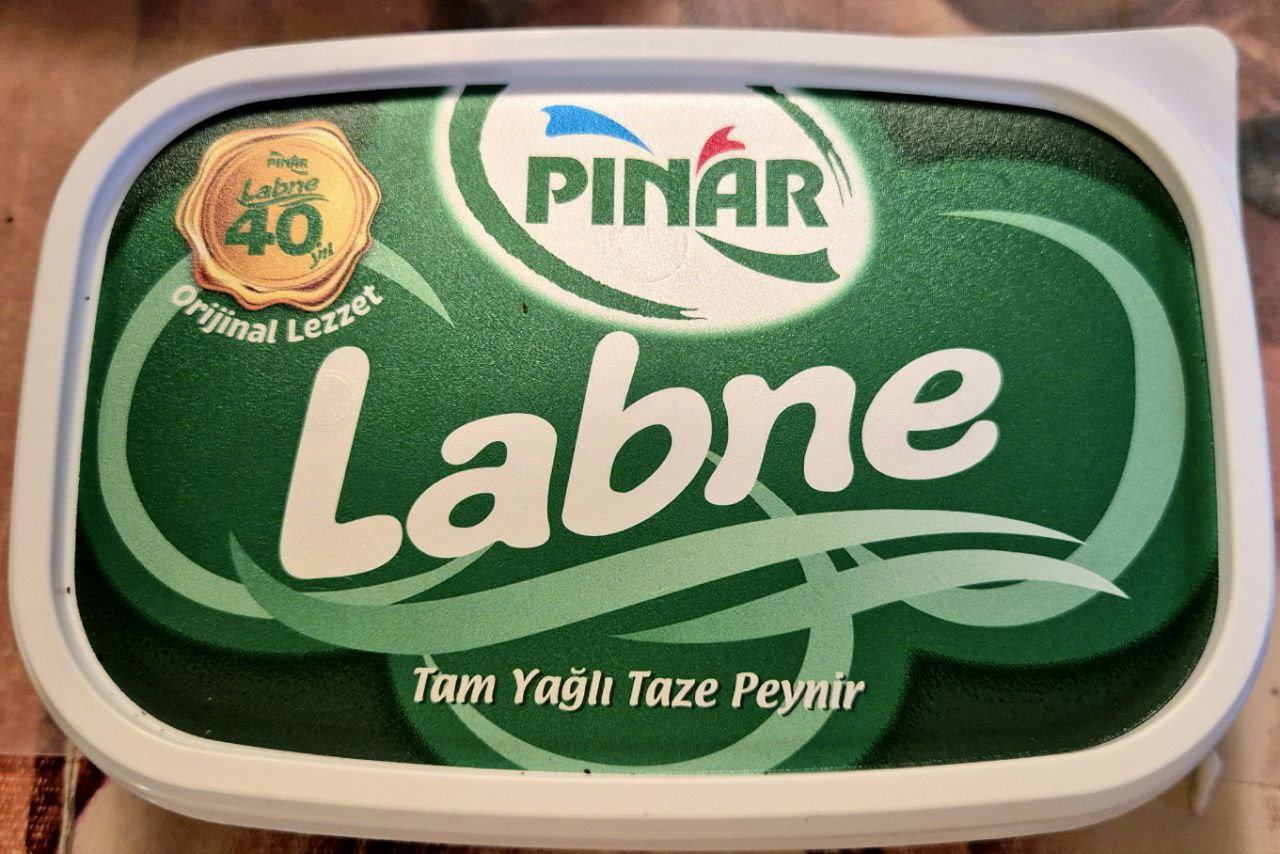 PINAR
PINAR
Labne
40
yıl
Orijinal Lezzet
Labne
Tam Yağlı Taze Peynir